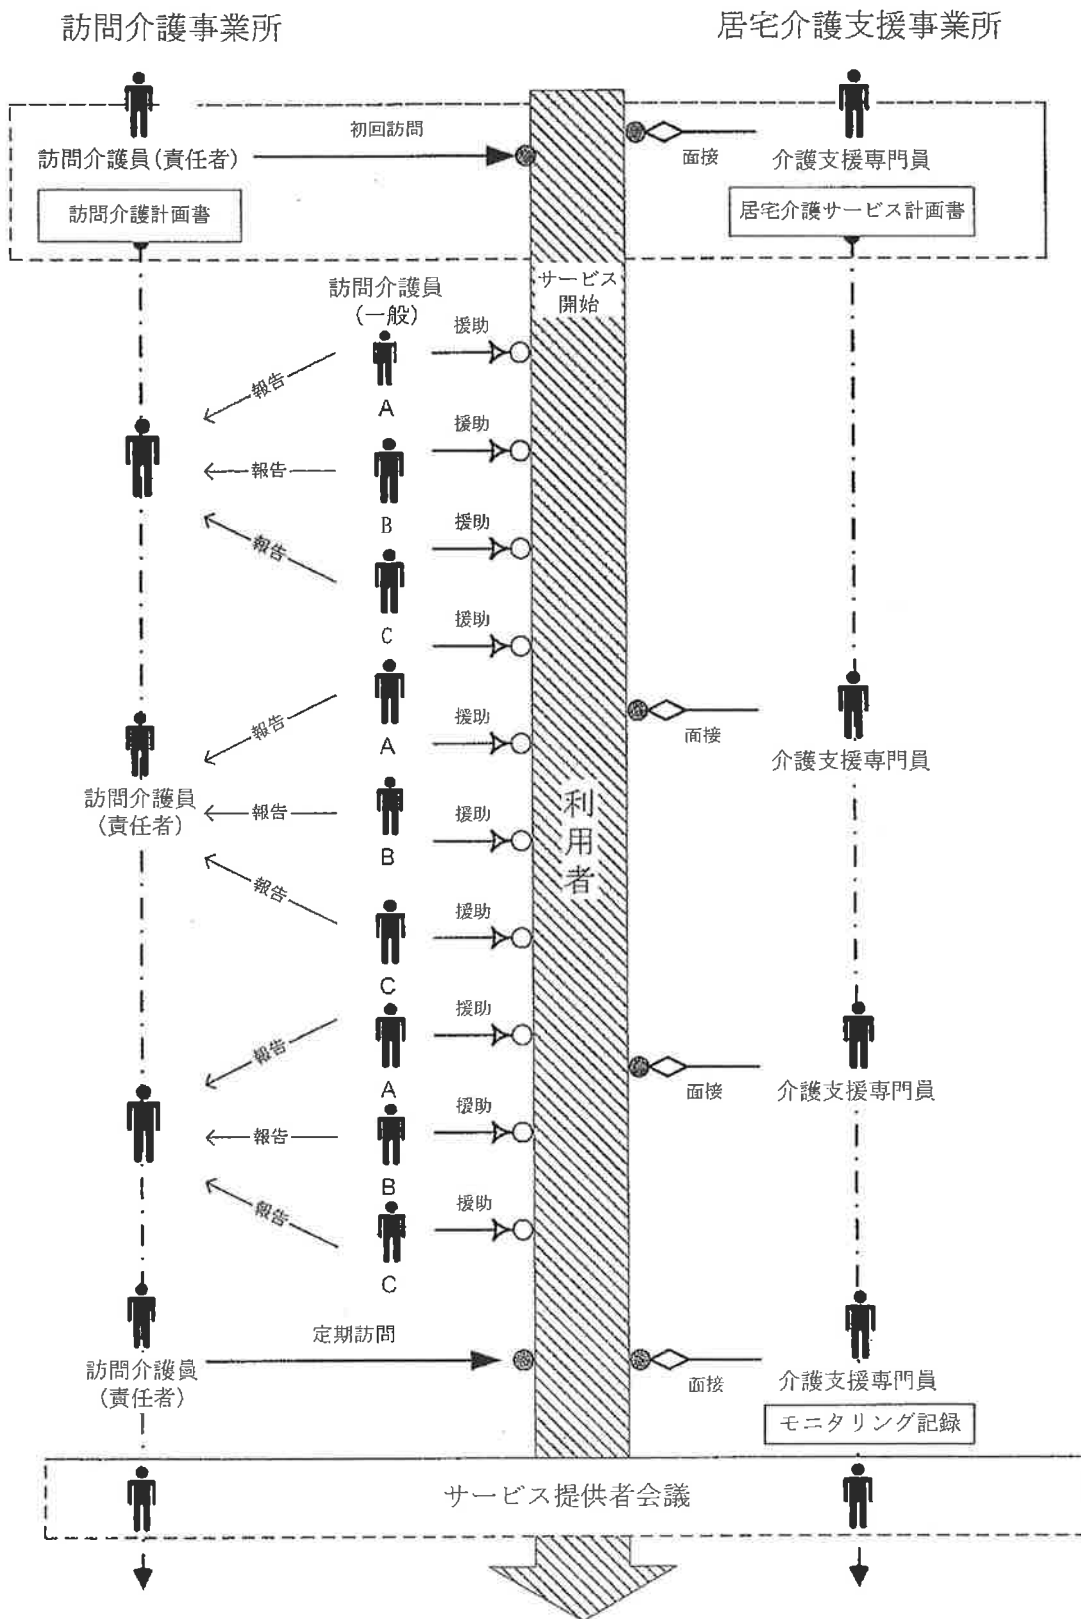 訪問介護事業所
居宅介護支援事業所
初回訪問
訪問介護員(責任者)
面接
介護支援専門員
訪問介護計画書
居宅介護サービス計画書
サービス
開始
訪問介護員
(一般)
援助
報告
A
援助
報告
B
援助
報告
C
援助
報告
A
援助
面接
介護支援専門員
訪問介護員
(責任者)
報告
B
援助
利用者
報告
C
援助
報告
A
援助
面接
介護支援専門員
報告
B
援助
報告
C
援助
定期訪問
訪問介護員
(責任者)
面接
介護支援専門員
モニタリング記録
サービス提供者会議